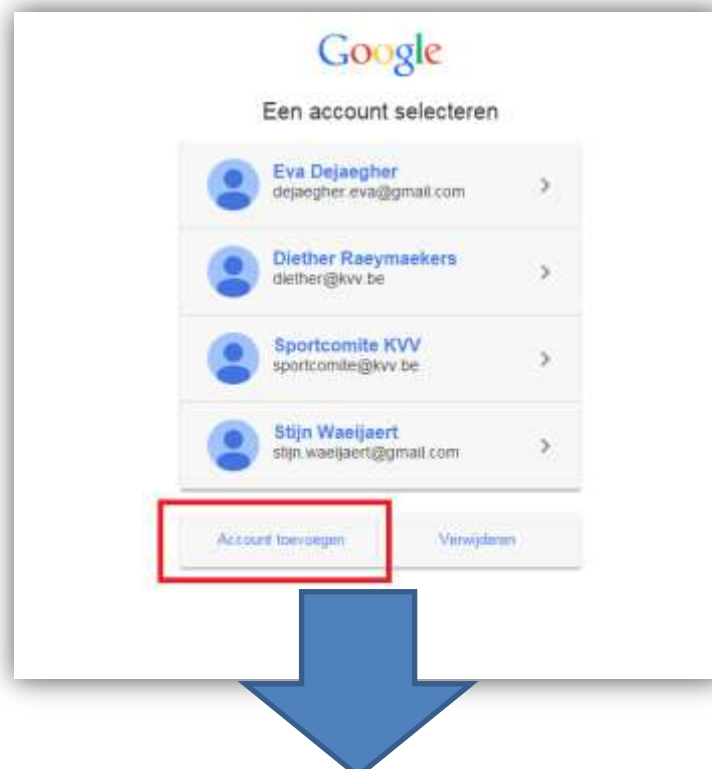 Google
Een account selecteren
Eva Dejaegher
dejaegher.eva@gmail.com
Diether Raeymaekers
diether@kvv.be
Sportcomite KVV
sportcomite@kvv.be
Stijn Waeijaert
stijn.waeijaert@gmail.com
Account toevoegen
Verwijderen